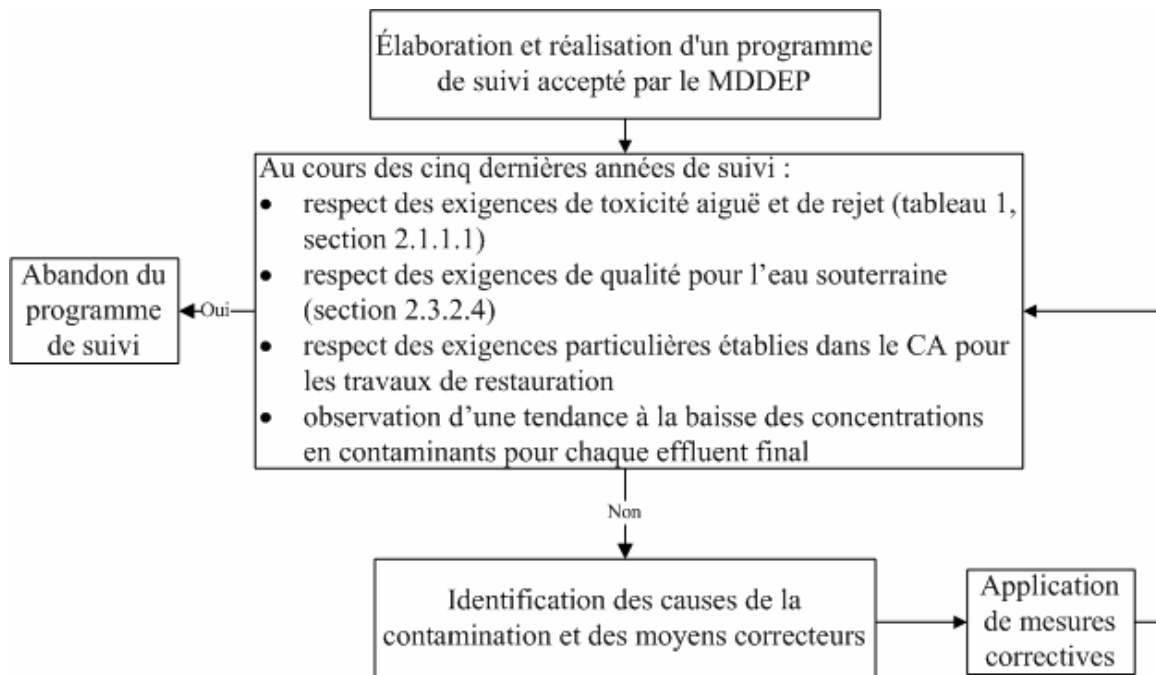 Élaboration et réalisation d'un programme
de suivi accepté par le MDDEP
Au cours des cinq dernières années de suivi :
• respect des exigences de toxicité aiguë et de rejet (tableau 1,
section 2.1.1.1)
• respect des exigences de qualité pour l’eau souterraine
(section 2.3.2.4)
• respect des exigences particulières établies dans le CA pour
les travaux de restauration
• observation d’une tendance à la baisse des concentrations
en contaminants pour chaque effluent final
Oui
Abandon du
programme
de suivi
Non
Identification des causes de la
contamination et des moyens correcteurs
Application
de mesures
correctives